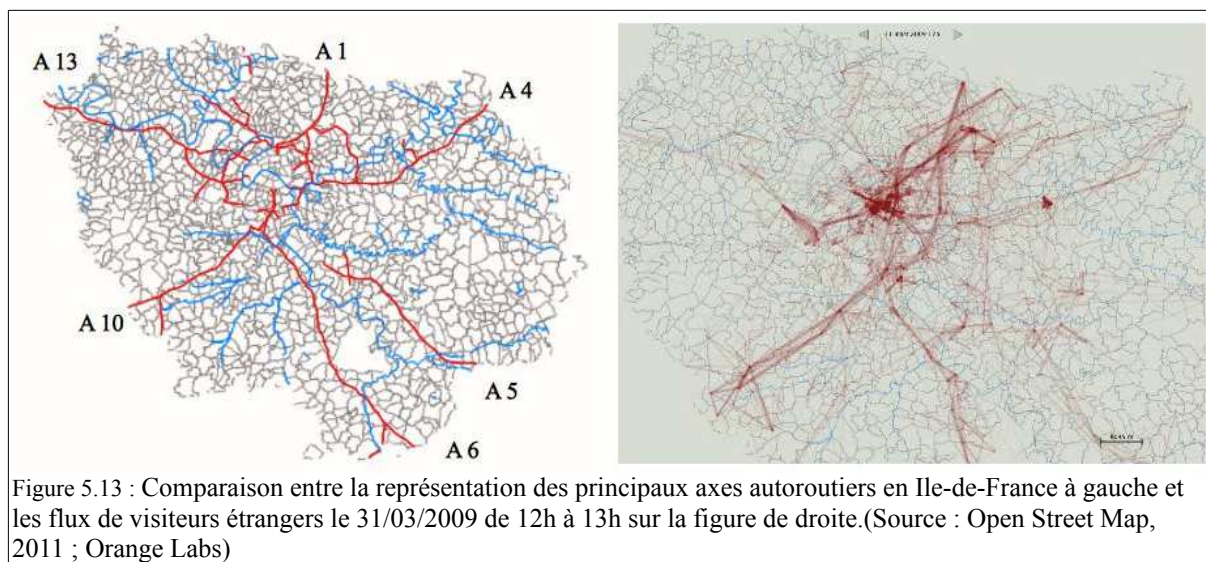 A 13
A 1
A 4
A 10
A 5
A 6
Figure 5.13 : Comparaison entre la représentation des principaux axes autoroutiers en Ile-de-France à gauche et
les flux de visiteurs étrangers le 31/03/2009 de 12h à 13h sur la figure de droite.(Source : Open Street Map,
2011 ; Orange Labs)